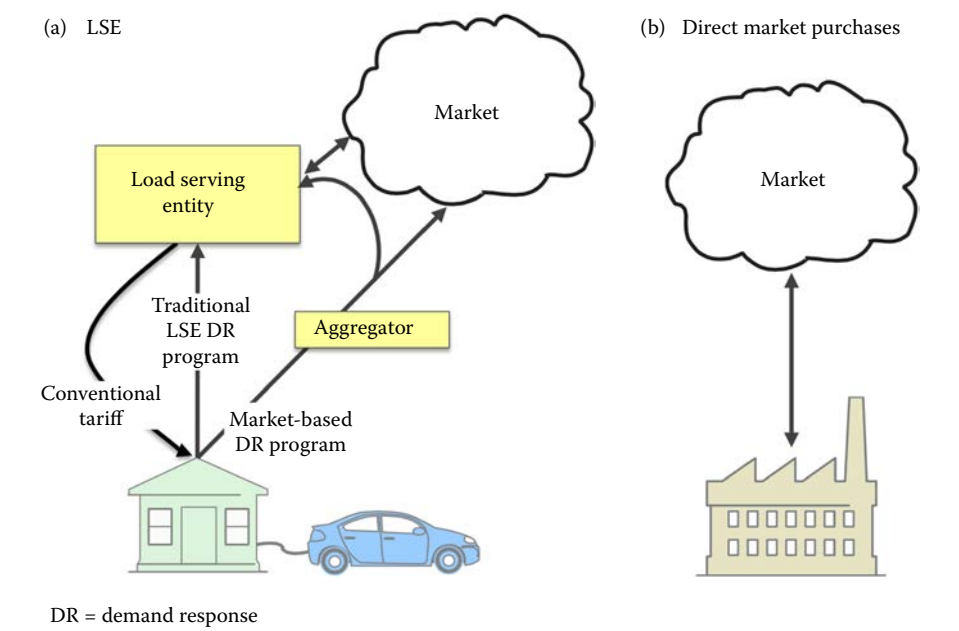 (a) LSE
(b) Direct market purchases
Market
Load serving
entity
Market
Traditional
LSE DR
program
Aggregator
Conventional
tariff
Market-based
DR program
DR = demand response